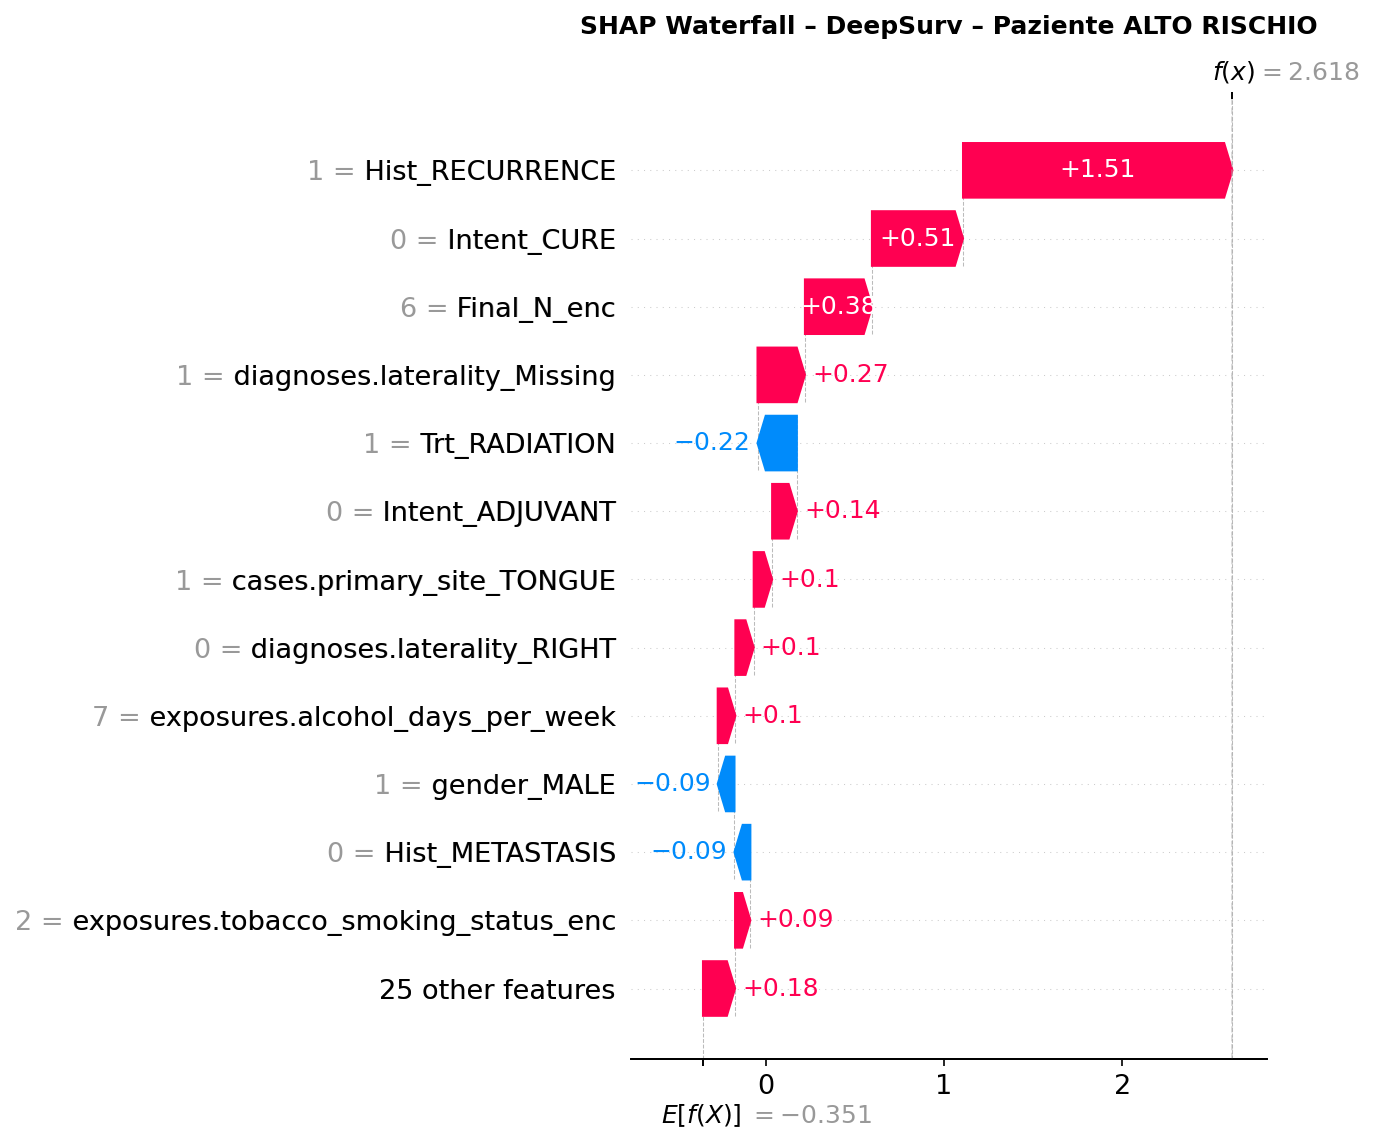 SHAP Waterfall – DeepSurv – Paziente ALTO RISCHIO
f(x) = 2.618
1 = Hist_RECURRENCE +1.51
0 = Intent_CURE +0.51
6 = Final_N_enc +0.38
1 = diagnoses.laterality_Missing +0.27
1 = Trt_RADIATION −0.22
0 = Intent_ADJUVANT +0.14
1 = cases.primary_site_TONGUE +0.1
0 = diagnoses.laterality_RIGHT +0.1
7 = exposures.alcohol_days_per_week +0.1
1 = gender_MALE −0.09
0 = Hist_METASTASIS −0.09
2 = exposures.tobacco_smoking_status_enc +0.09
25 other features +0.18
0 1 2
E[f(X)] = −0.351